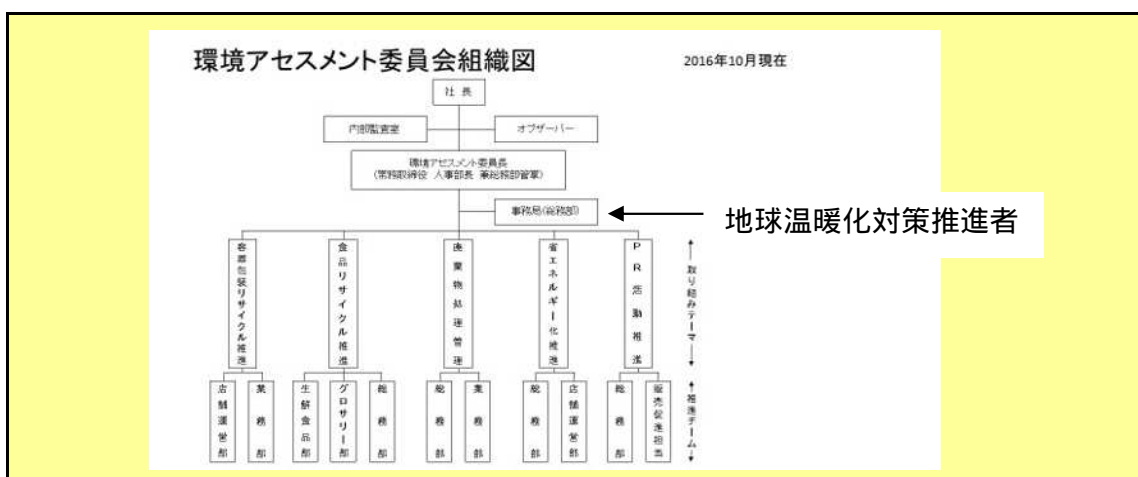 環境アセスメント委員会組織図
2016年10月現在
社 長
内部監査室
オブザーバー
環境アセスメント委員長
(常務取締役 人事部長 兼総務部管掌)
事務局(総務部)
地球温暖化対策推進者
容器包装リサイクル推進
食品リサイクル推進
廃棄物処理管理
省エネルギー化推進
PR活動推進
←取り組みテーマ→
店舗運営部
業務部
生鮮食品部
グロサリー部
総務部
総務部
業務部
総務部
店舗運営部
総務部
販売促進担当
←推進チーム→